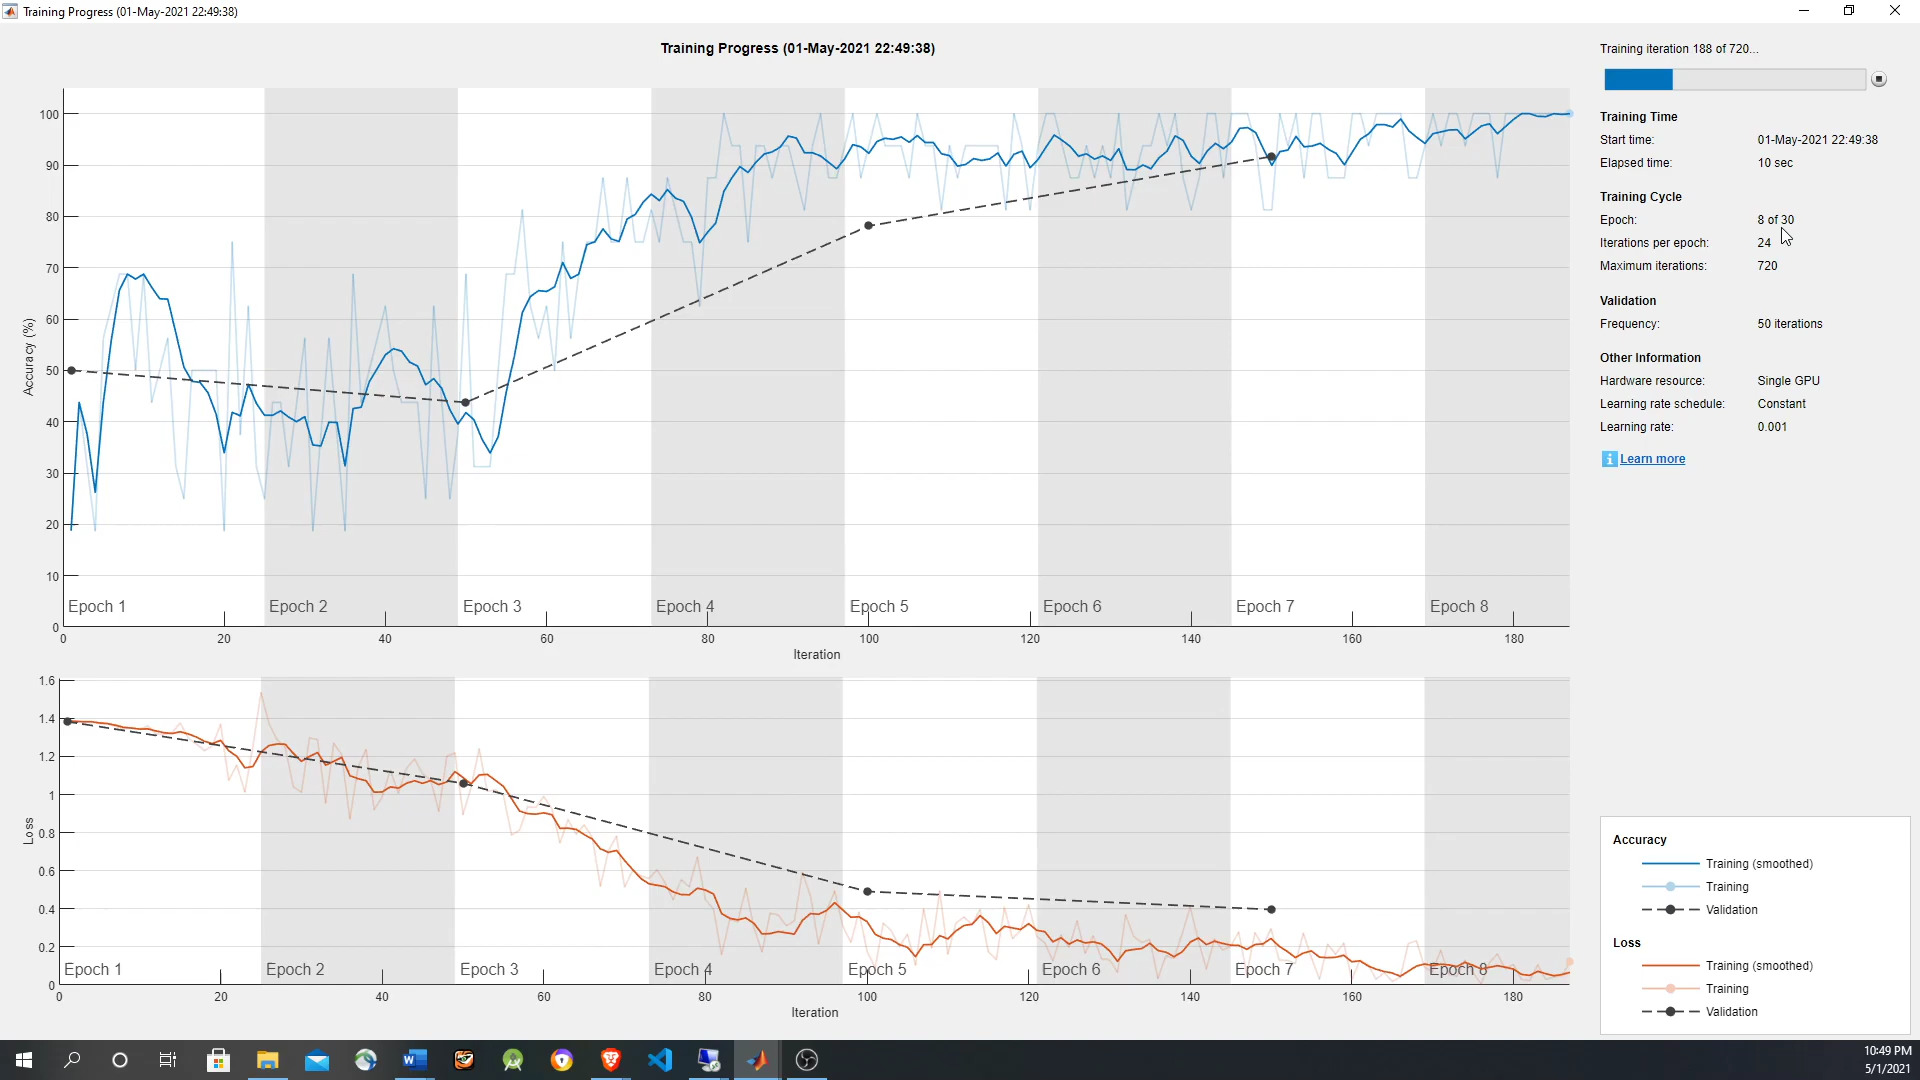 Training Progress (01-May-2021 22:49:38)
Training Progress (01-May-2021 22:49:38)
Training iteration 188 of 720...
Training Time
Start time: 01-May-2021 22:49:38
Elapsed time: 10 sec
Training Cycle
Epoch: 8 of 30
Iterations per epoch: 24
Maximum iterations: 720
Validation
Frequency: 50 iterations
Other Information
Hardware resource: Single GPU
Learning rate schedule: Constant
Learning rate: 0.001
Learn more
Accuracy (%)
100
90
80
70
60
50
40
30
20
10
0
Epoch 1 Epoch 2 Epoch 3 Epoch 4 Epoch 5 Epoch 6 Epoch 7 Epoch 8
0 20 40 60 80 100 120 140 160 180
Iteration
Loss
1.6
1.4
1.2
1
0.8
0.6
0.4
0.2
0
Epoch 1 Epoch 2 Epoch 3 Epoch 4 Epoch 5 Epoch 6 Epoch 7 Epoch 8
0 20 40 60 80 100 120 140 160 180
Iteration
Accuracy
Training (smoothed)
Training
Validation
Loss
Training (smoothed)
Training
Validation
10:49 PM
5/1/2021